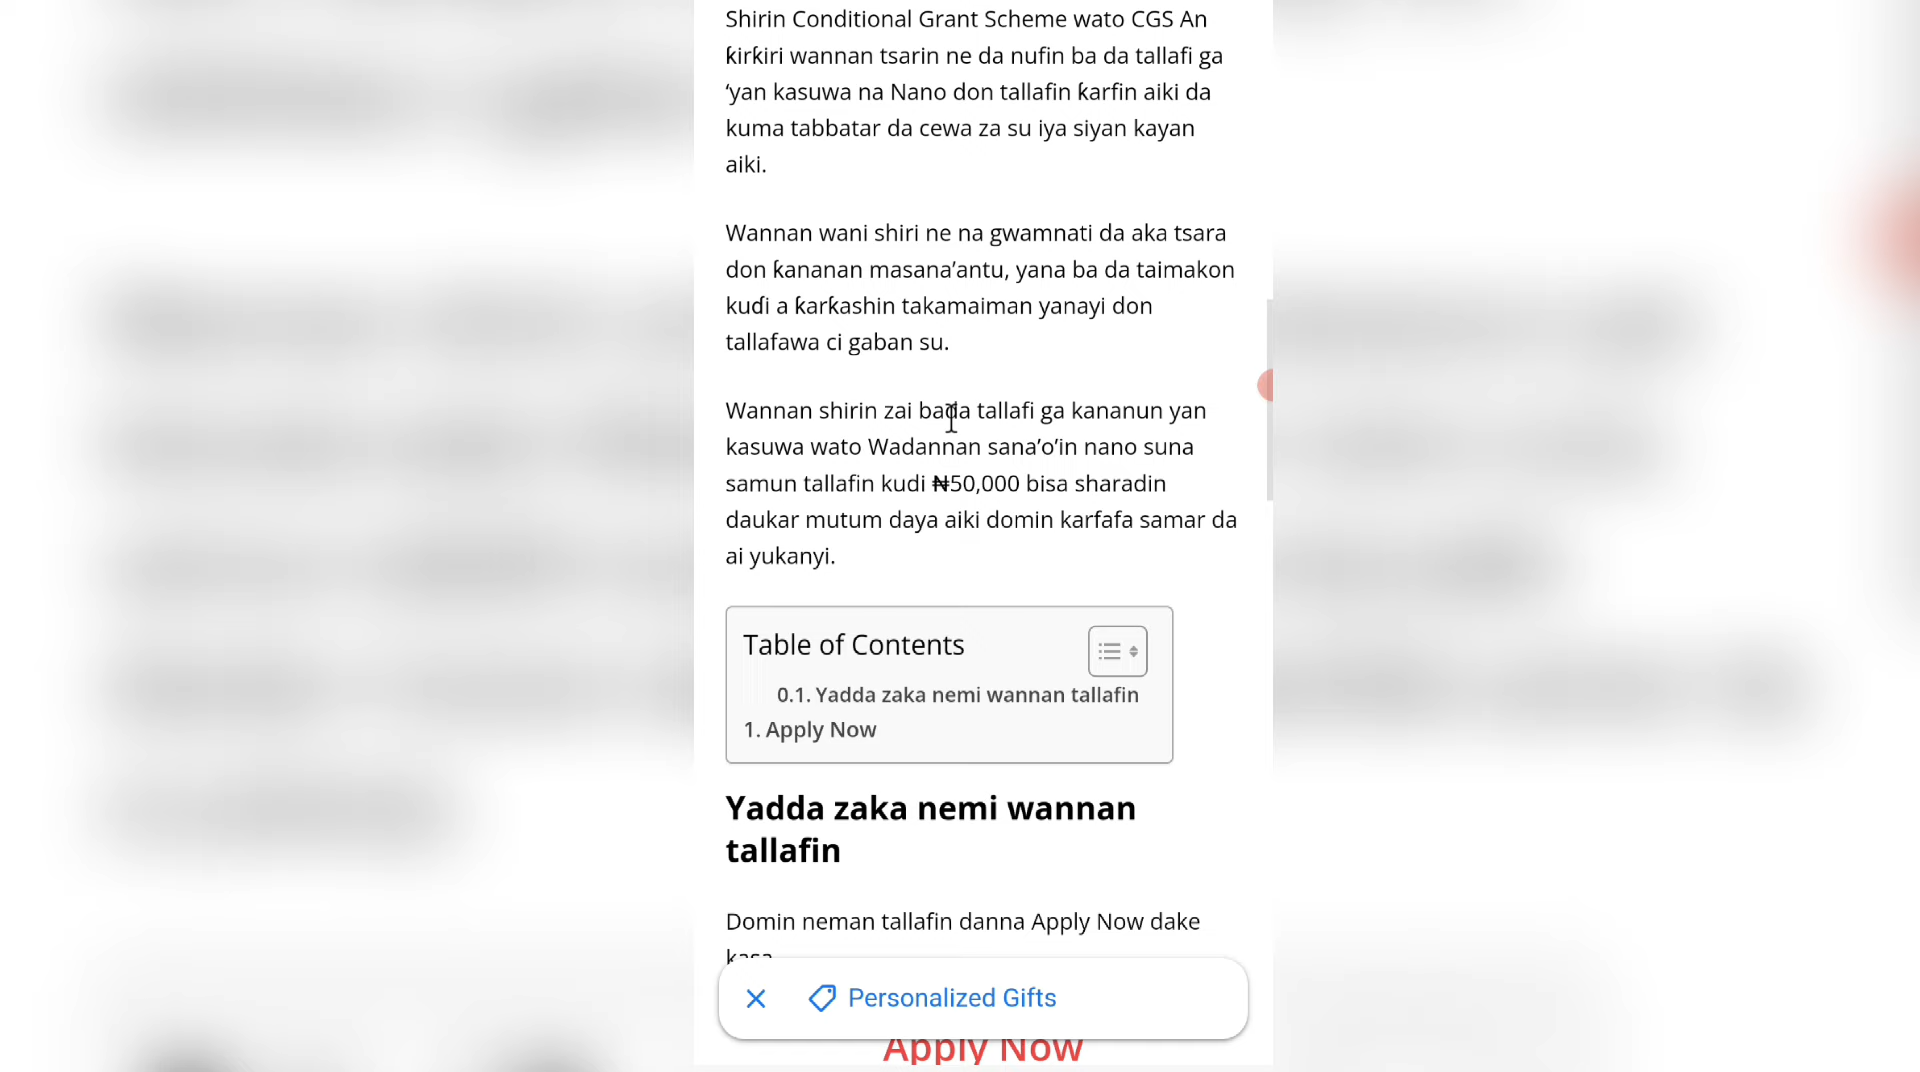 Shirin Conditional Grant Scheme wato CGS An
ƙirƙiri wannan tsarin ne da nufin ba da tallafi ga
‘yan kasuwa na Nano don tallafin ƙarfin aiki da
kuma tabbatar da cewa za su iya siyan kayan
aiki.
Wannan wani shiri ne na gwamnati da aka tsara
don ƙananan masana’antu, yana ba da taimakon
kuɗi a ƙarƙashin takamaiman yanayi don
tallafawa ci gaban su.
Wannan shirin zai bada tallafi ga kananun yan
kasuwa wato Wadannan sana’o’in nano suna
samun tallafin kudi ₦50,000 bisa sharadin
daukar mutum daya aiki domin karfafa samar da
ai yukanyi.
Table of Contents
0.1. Yadda zaka nemi wannan tallafin
1. Apply Now
Yadda zaka nemi wannan
tallafin
Domin neman tallafin danna Apply Now dake
kasa
Personalized Gifts
Apply Now